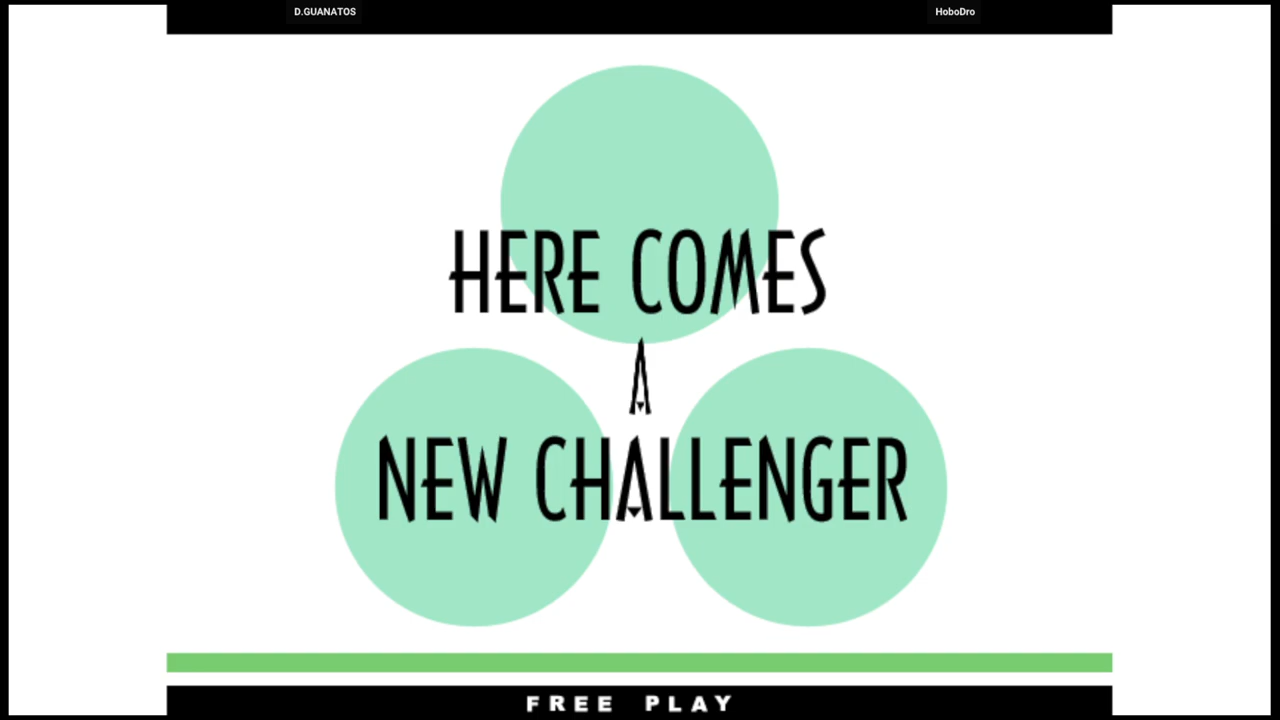 D.GUANATOS
HoboDro
HERE COMES
A
NEW CHALLENGER
FREE PLAY